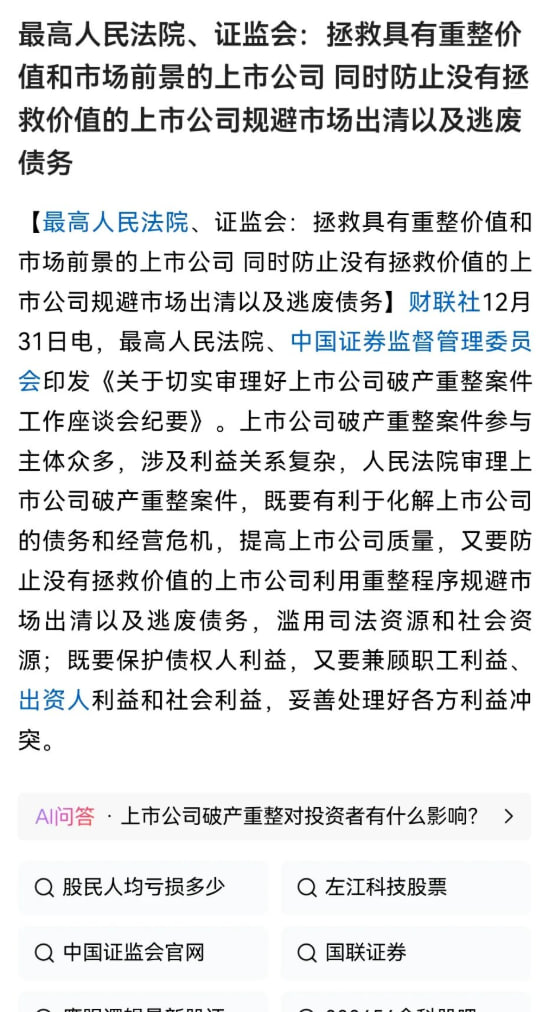 最高人民法院、证监会：拯救具有重整价
值和市场前景的上市公司 同时防止没有拯
救价值的上市公司规避市场出清以及逃废
债务
【最高人民法院、证监会：拯救具有重整价值和
市场前景的上市公司 同时防止没有拯救价值的上
市公司规避市场出清以及逃废债务】财联社12月
31日电，最高人民法院、中国证券监督管理委员
会印发《关于切实审理好上市公司破产重整案件
工作座谈会纪要》。上市公司破产重整案件参与
主体众多，涉及利益关系复杂，人民法院审理上
市公司破产重整案件，既要有利于化解上市公司
的债务和经营危机，提高上市公司质量，又要防
止没有拯救价值的上市公司利用重整程序规避市
场出清以及逃废债务，滥用司法资源和社会资
源；既要保护债权人利益，又要兼顾职工利益、
出资人利益和社会利益，妥善处理好各方利益冲
突。
AI问答 · 上市公司破产重整对投资者有什么影响？
股民人均亏损多少
左江科技股票
中国证监会官网
国联证券